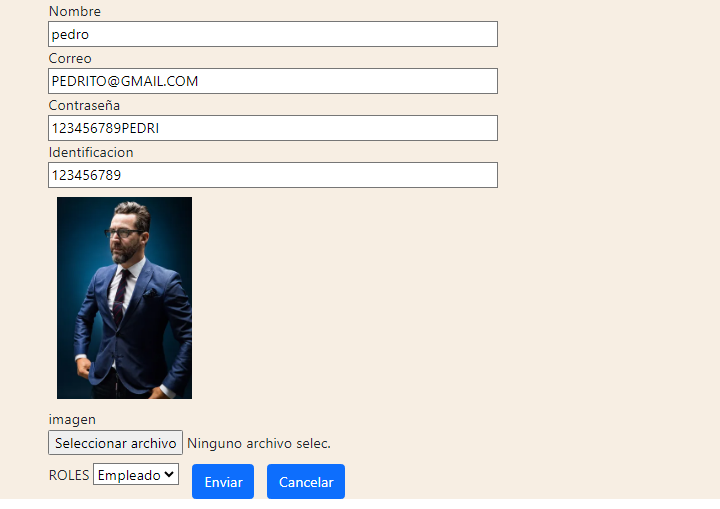 Nombre
pedro
Correo
PEDRITO@GMAIL.COM
Contraseña
123456789PEDRI
Identificacion
123456789
imagen
Seleccionar archivo Ninguno archivo selec.
ROLES Empleado Enviar Cancelar